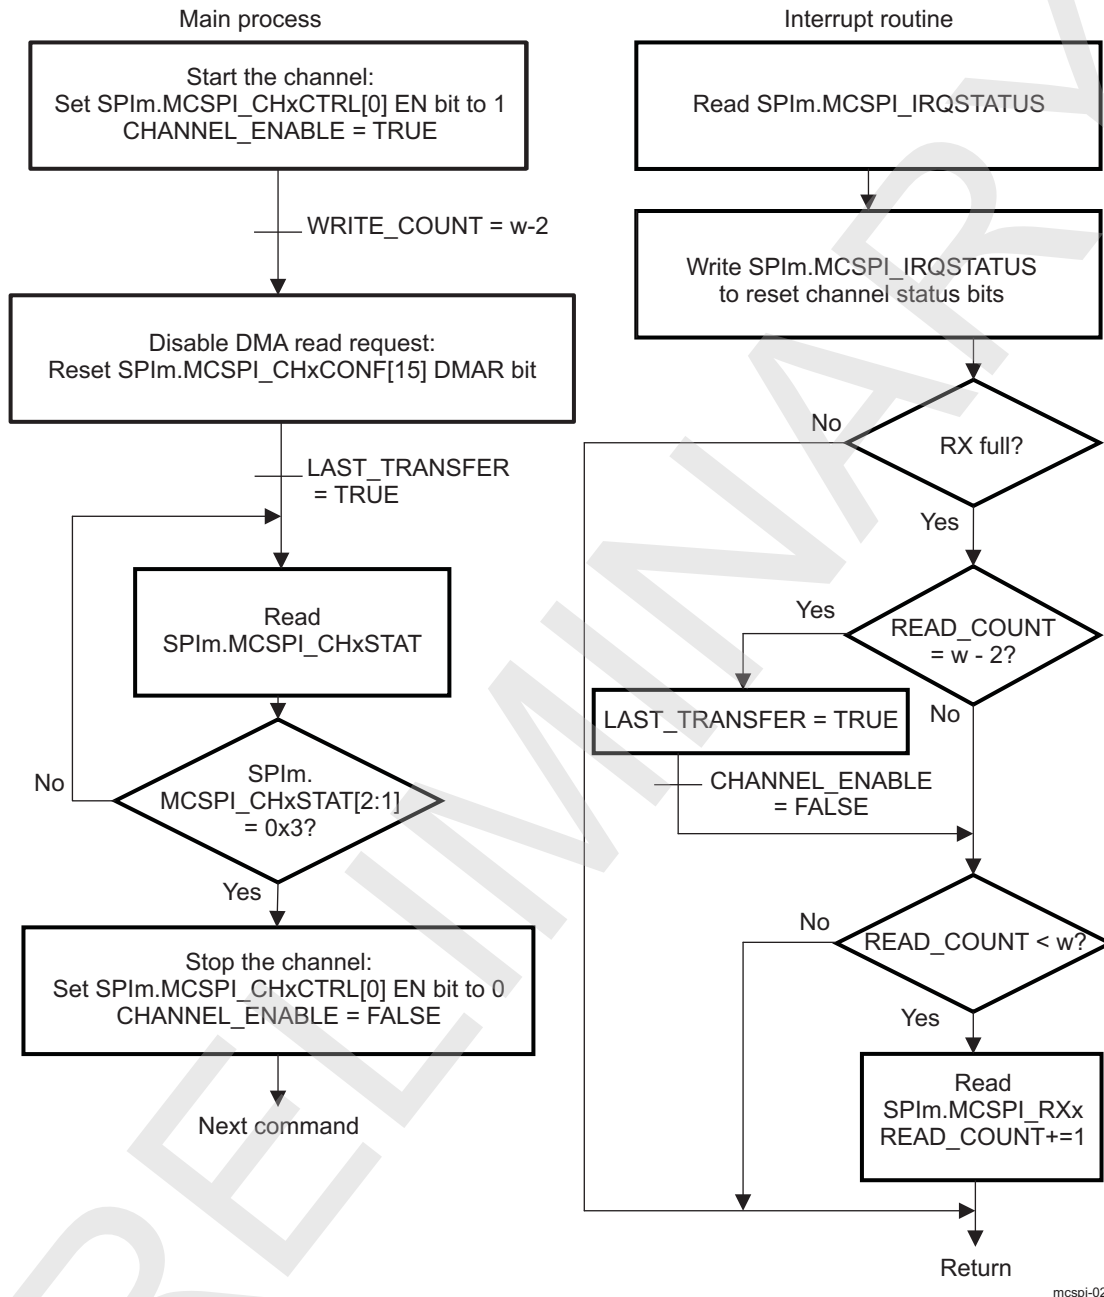 Main process
Start the channel:
Set SPIm.MCSPI_CHxCTRL[0] EN bit to 1
CHANNEL_ENABLE = TRUE
WRITE_COUNT = w-2
Disable DMA read request:
Reset SPIm.MCSPI_CHxCONF[15] DMAR bit
LAST_TRANSFER
= TRUE
Read
SPIm.MCSPI_CHxSTAT
No
SPIm.
MCSPI_CHxSTAT[2:1]
= 0x3?
Yes
Stop the channel:
Set SPIm.MCSPI_CHxCTRL[0] EN bit to 0
CHANNEL_ENABLE = FALSE
Next command
Interrupt routine
Read SPIm.MCSPI_IRQSTATUS
Write SPIm.MCSPI_IRQSTATUS
to reset channel status bits
No
RX full?
Yes
Yes
READ_COUNT
= w - 2?
No
LAST_TRANSFER = TRUE
CHANNEL_ENABLE
= FALSE
No
READ_COUNT < w?
Yes
Read
SPIm.MCSPI_RXx
READ_COUNT+=1
Return
mcspi-02
RELIMINARY